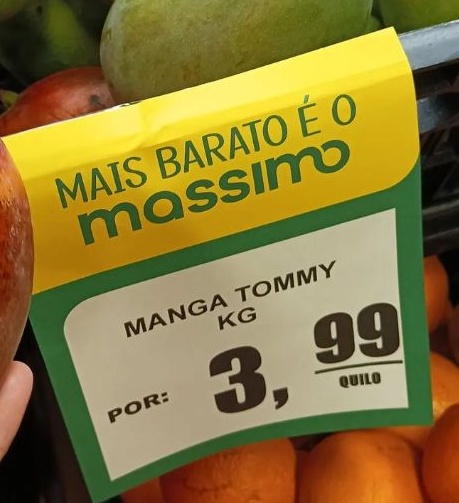 MAIS BARATO É O
massimo
MANGA TOMMY
KG
POR: 3,99
QUILO